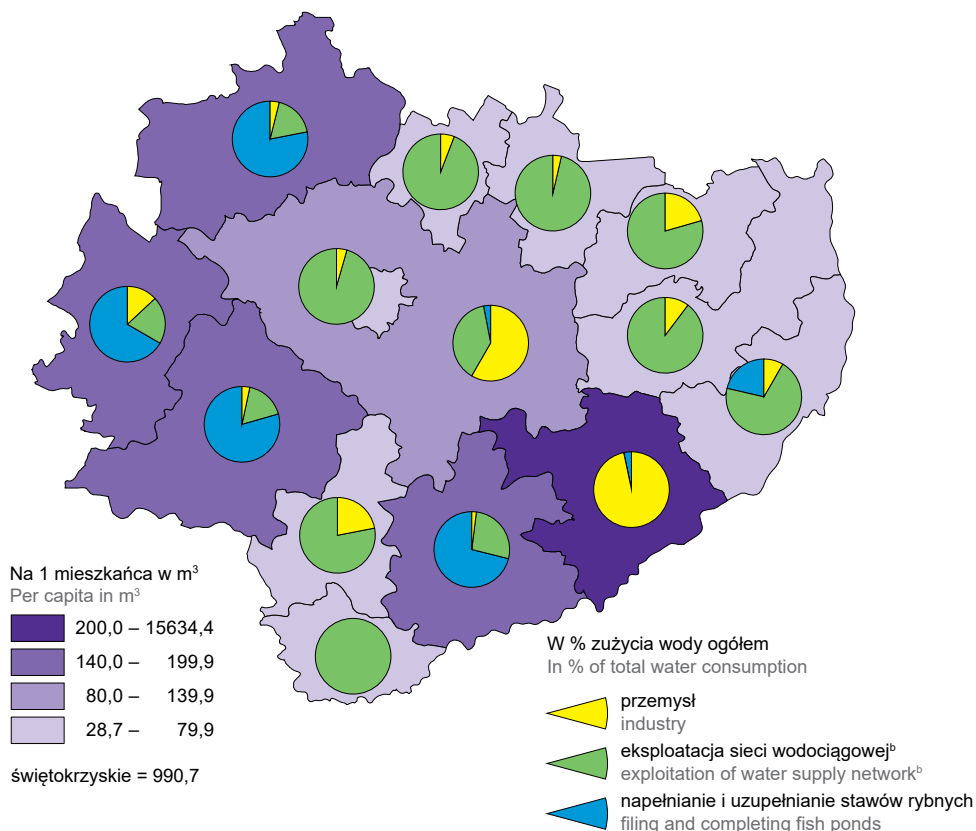 Na 1 mieszkańca w m³
Per capita in m³
200,0 – 15634,4
140,0 – 199,9
80,0 – 139,9
28,7 – 79,9
świętokrzyskie = 990,7
W % zużycia wody ogółem
In % of total water consumption
przemysł
industry
eksploatacja sieci wodociągowejᵇ
exploitation of water supply networkᵇ
napełnianie i uzupełnianie stawów rybnych
filing and completing fish ponds